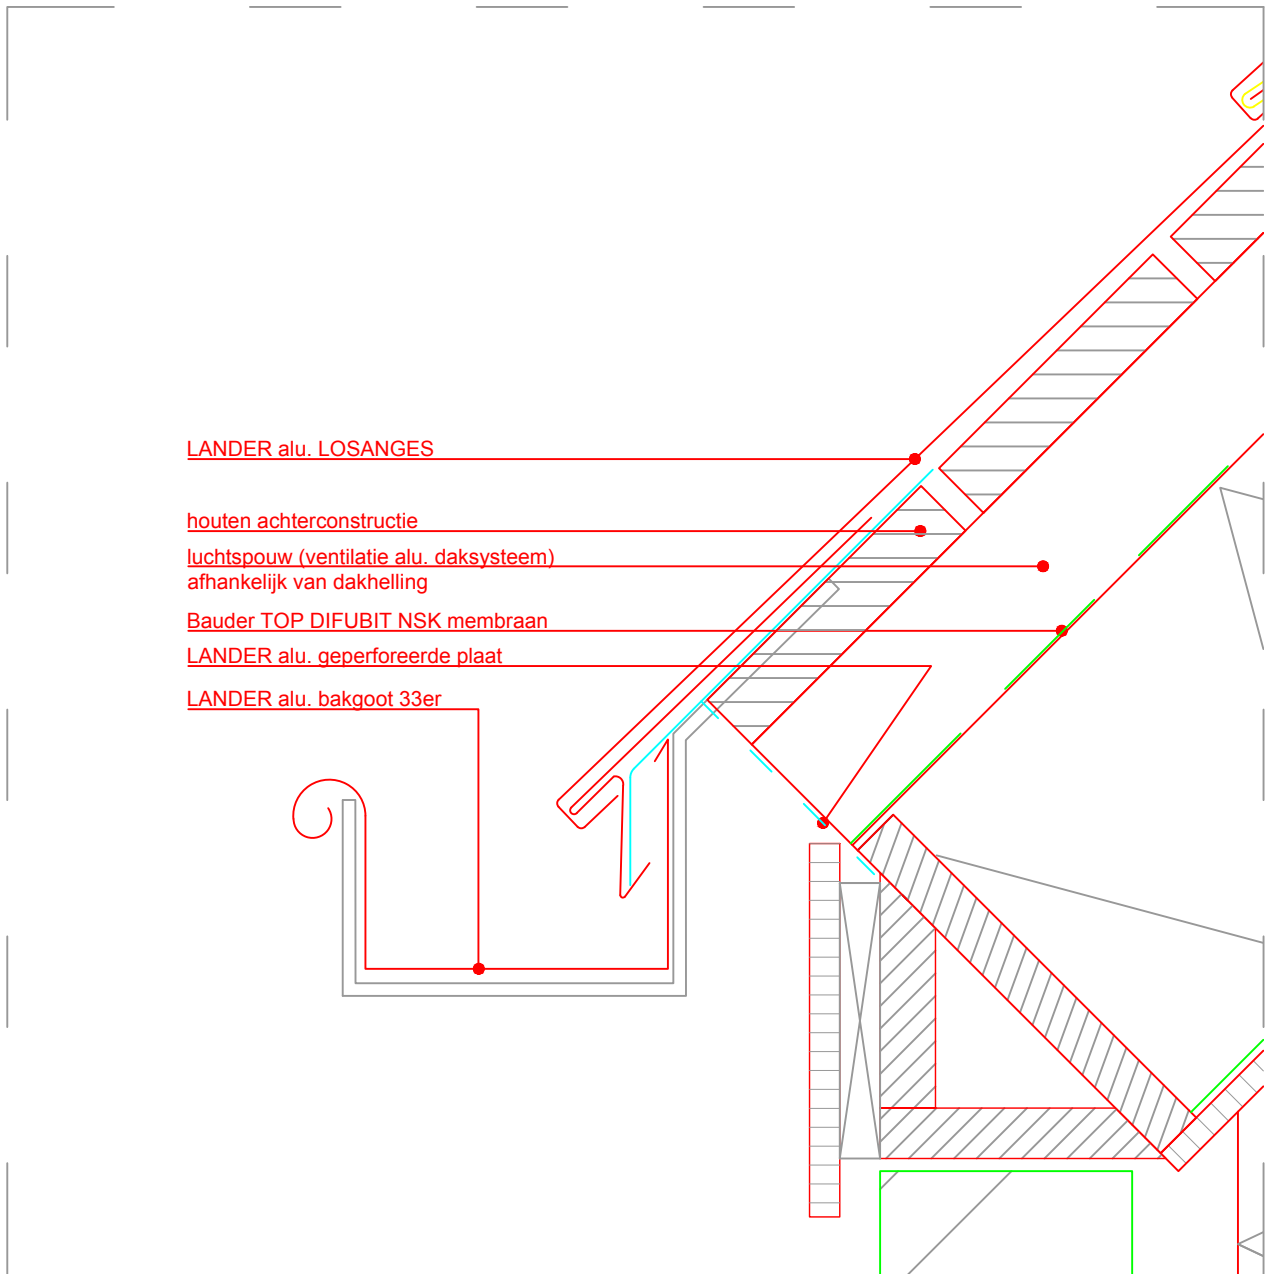 LANDER alu. LOSANGES
houten achterconstructie
luchtspouw (ventilatie alu. daksysteem)
afhankelijk van dakhelling
Bauder TOP DIFUBIT NSK membraan
LANDER alu. geperforeerde plaat
LANDER alu. bakgoot 33er